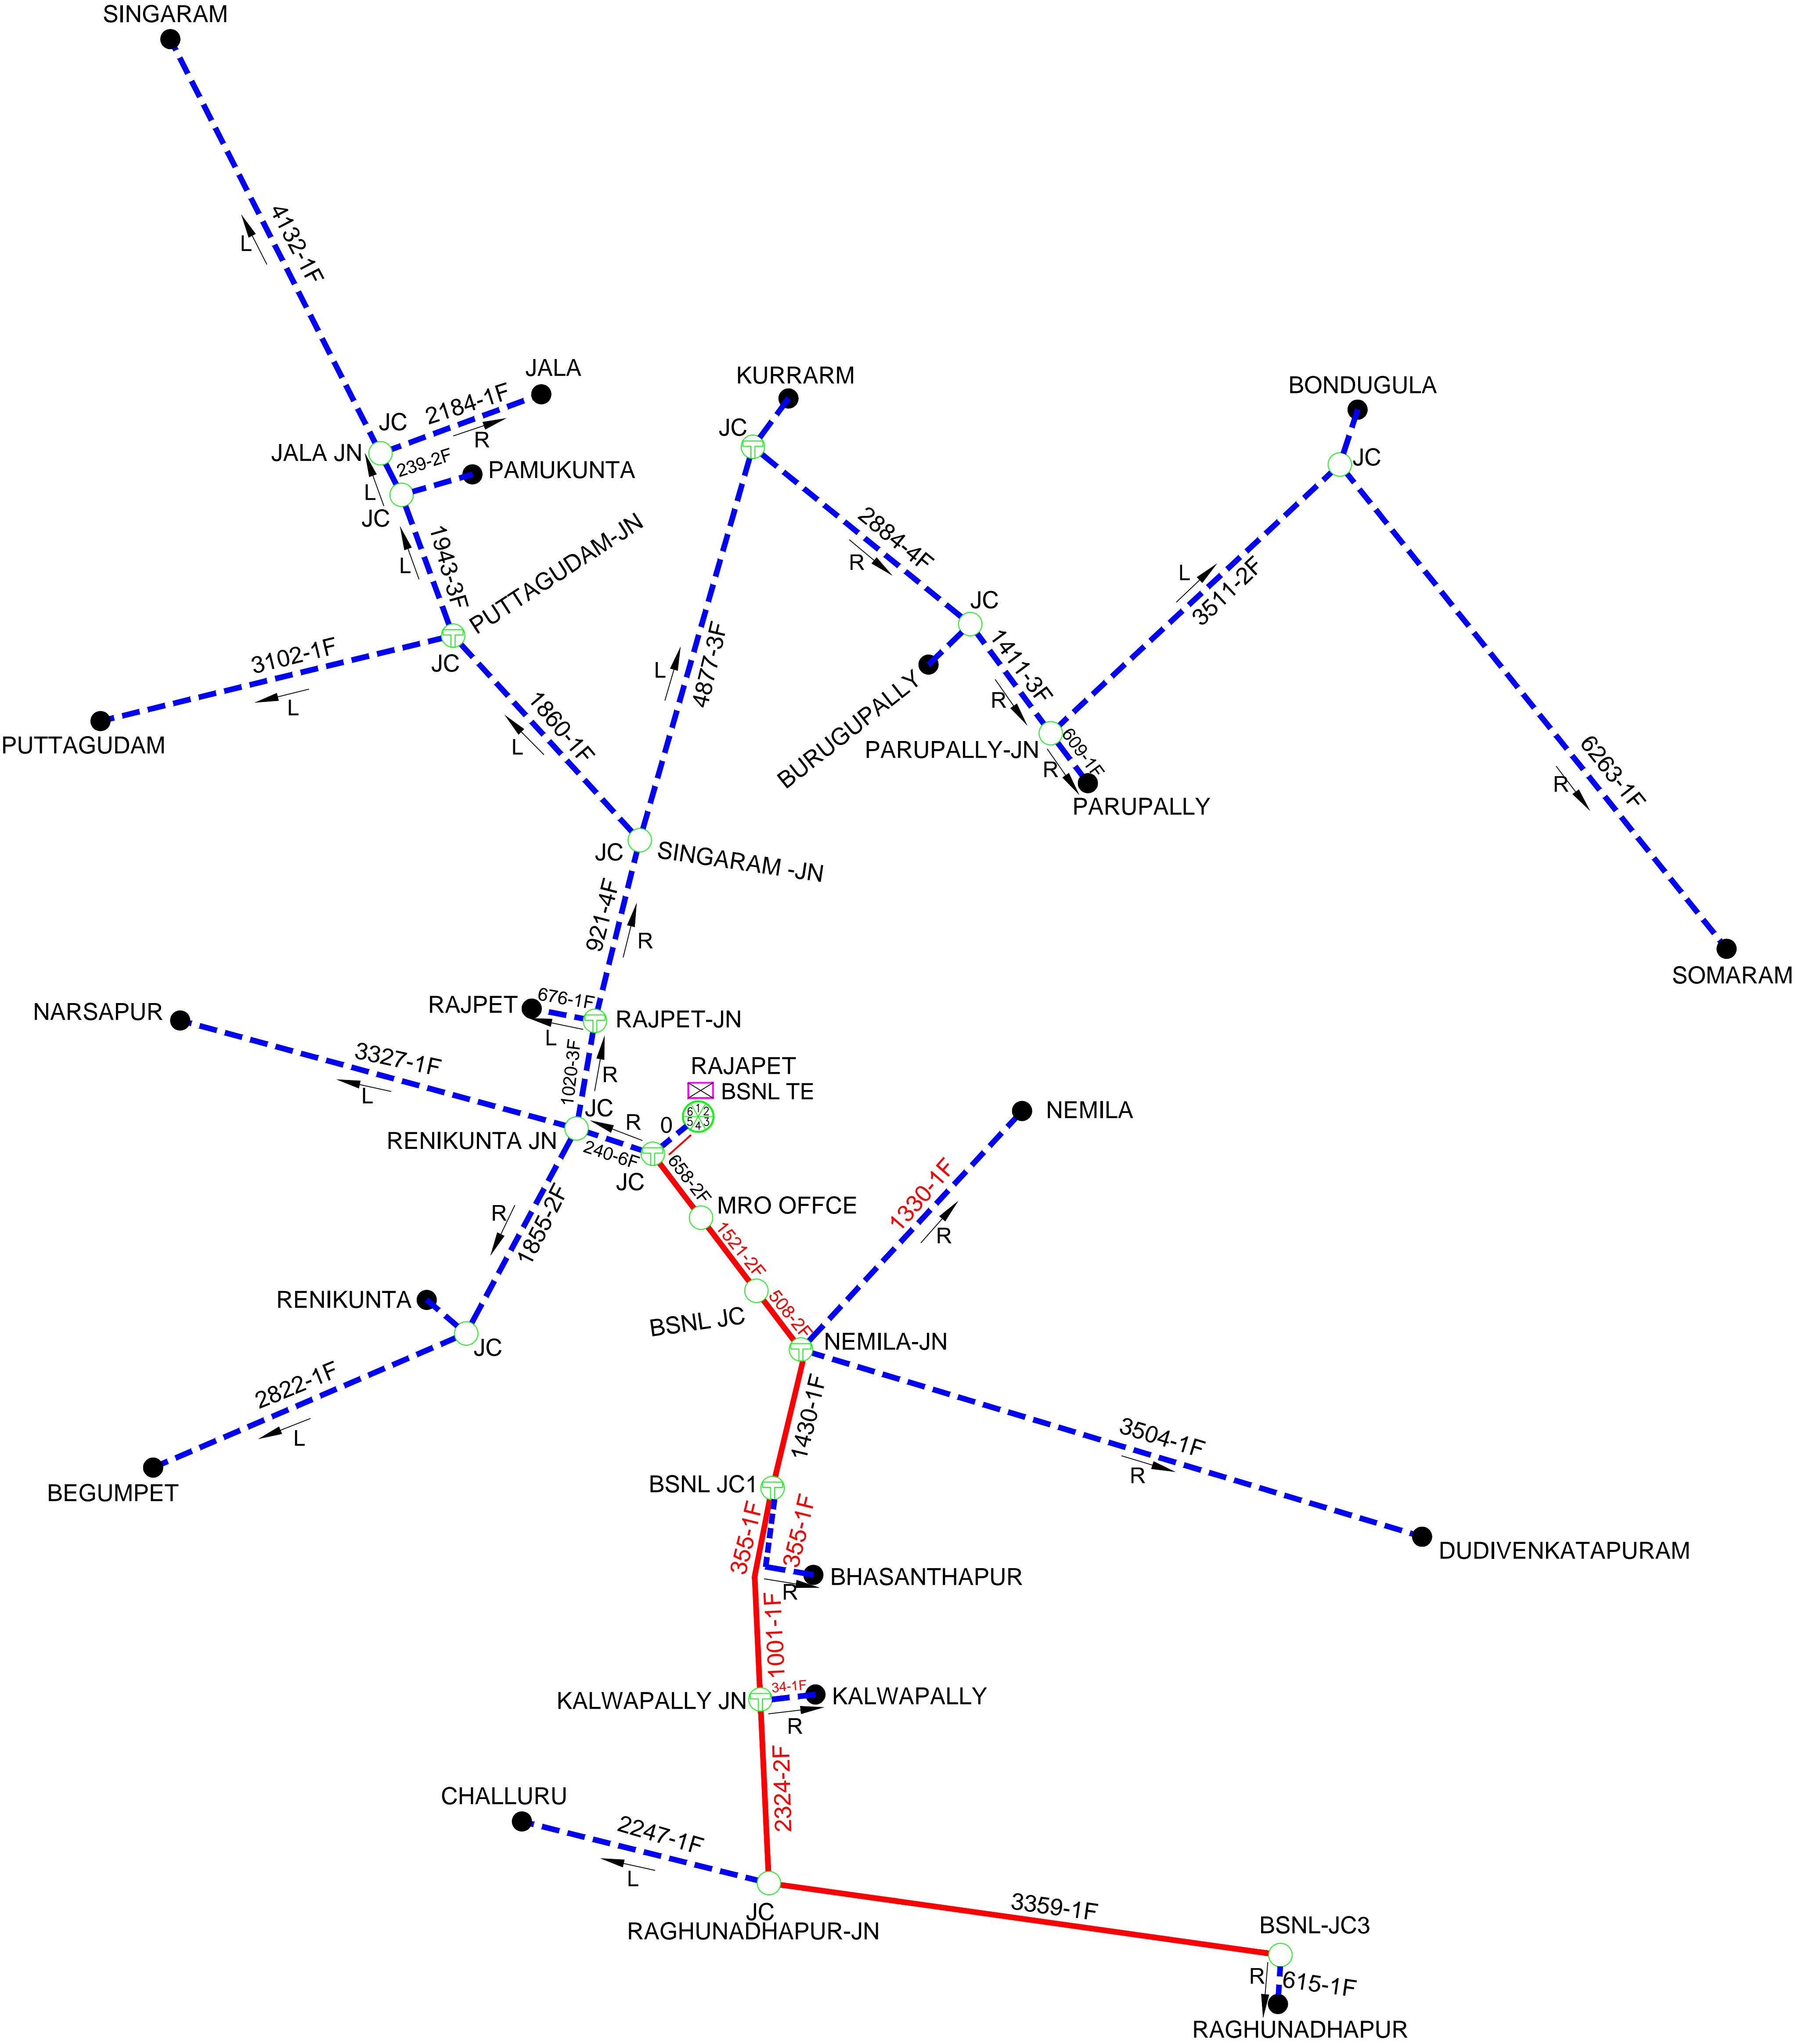 SINGARAM
4132-1F
L
JALA
2184-1F
R
JC
JALA JN
239-2F
PAMUKUNTA
L
JC
KURRARM
JC
BONDUGULA
JC
2884-4F
R
1943-3F
L
PUTTAGUDAM-JN
JC
3102-1F
L
PUTTAGUDAM
1860-1F
L
4877-3F
L
JC
BURUGUPALLY
1411-3F
R
L
3511-2F
PARUPALLY-JN
609-1F
R
PARUPALLY
6263-1F
R
SOMARAM
JC
SINGARAM -JN
921-4F
R
NARSAPUR
3327-1F
L
RAJPET
676-1F
L
RAJPET-JN
1020-3F
R
RAJAPET
BSNL TE
6 1 2
5 4 3
0
JC
R
RENIKUNTA JN
240-6F
JC
658-2F
MRO OFFCE
NEMILA
1330-1F
R
1855-2F
R
1521-2F
RENIKUNTA
JC
BSNL JC
508-2F
NEMILA-JN
2822-1F
L
BEGUMPET
1430-1F
3504-1F
R
DUDIVENKATAPURAM
BSNL JC1
355-1F
355-1F
BHASANTHAPUR
R
1001-1F
KALWAPALLY JN
34-1F
KALWAPALLY
R
2324-2F
CHALLURU
2247-1F
L
JC
RAGHUNADHAPUR-JN
3359-1F
BSNL-JC3
R
615-1F
RAGHUNADHAPUR